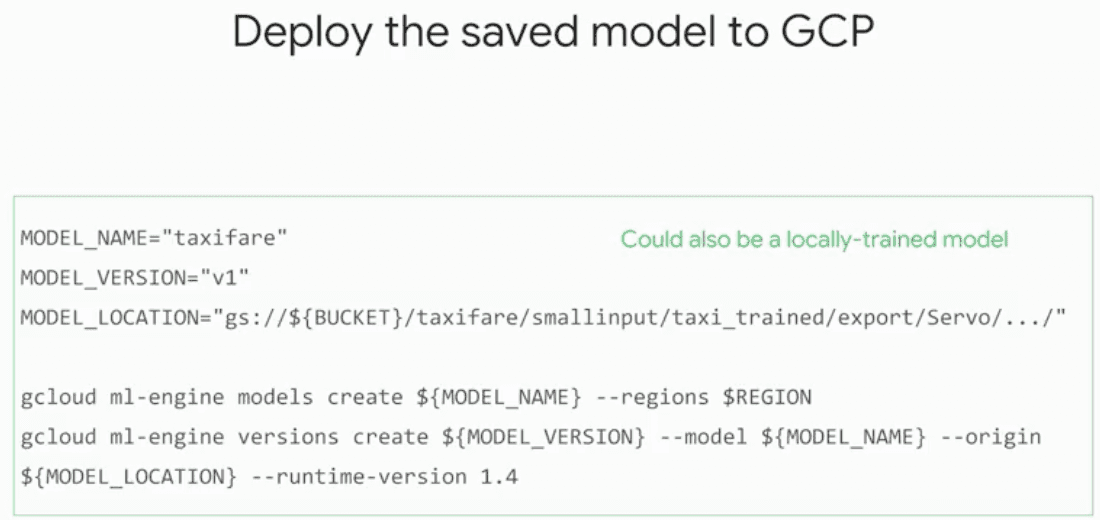 Deploy the saved model to GCP
MODEL_NAME="taxifare"
Could also be a locally-trained model
MODEL_VERSION="v1"
MODEL_LOCATION="gs://${BUCKET}/taxifare/smallinput/taxi_trained/export/Servo/.../"
gcloud ml-engine models create ${MODEL_NAME} --regions $REGION
gcloud ml-engine versions create ${MODEL_VERSION} --model ${MODEL_NAME} --origin
${MODEL_LOCATION} --runtime-version 1.4